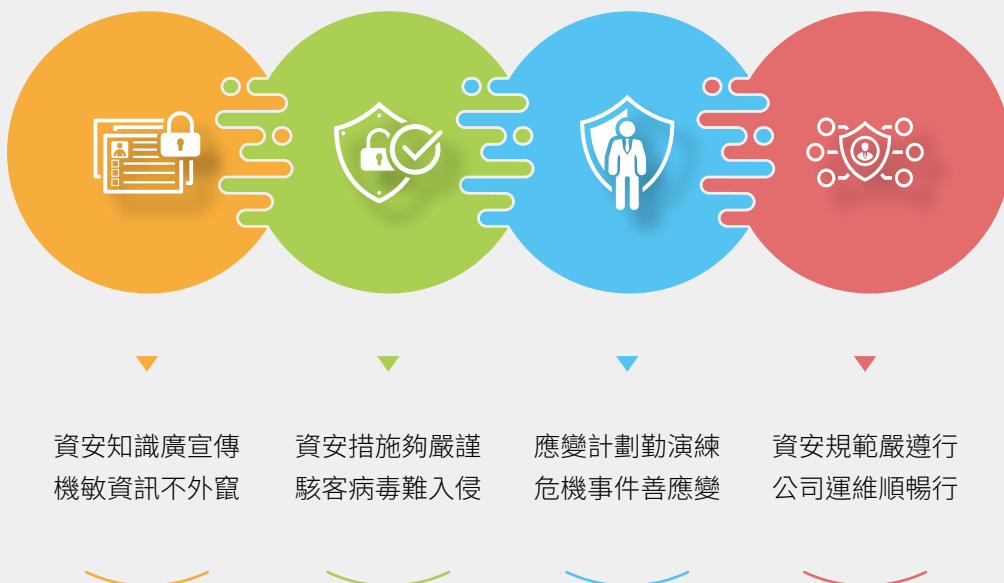 資安知識廣宣傳
機敏資訊不外竄
資安措施夠嚴謹
駭客病毒難入侵
應變計劃勤演練
危機事件善應變
資安規範嚴遵行
公司運維順暢行